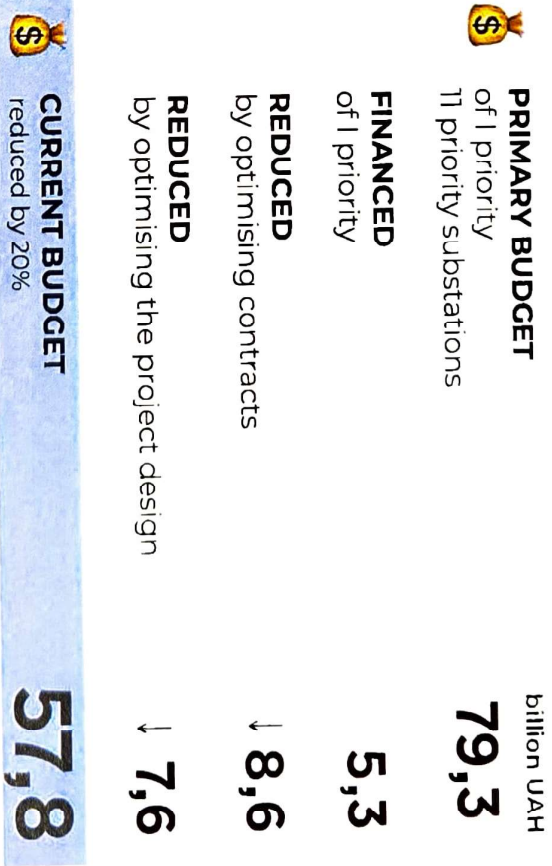 billion UAH
PRIMARY BUDGET
of I priority
11 priority substations
79,3
FINANCED
of I priority
5,3
REDUCED
by optimising contracts
↓ 8,6
REDUCED
by optimising the project design
↓ 7,6
CURRENT BUDGET
reduced by 20%
57,8